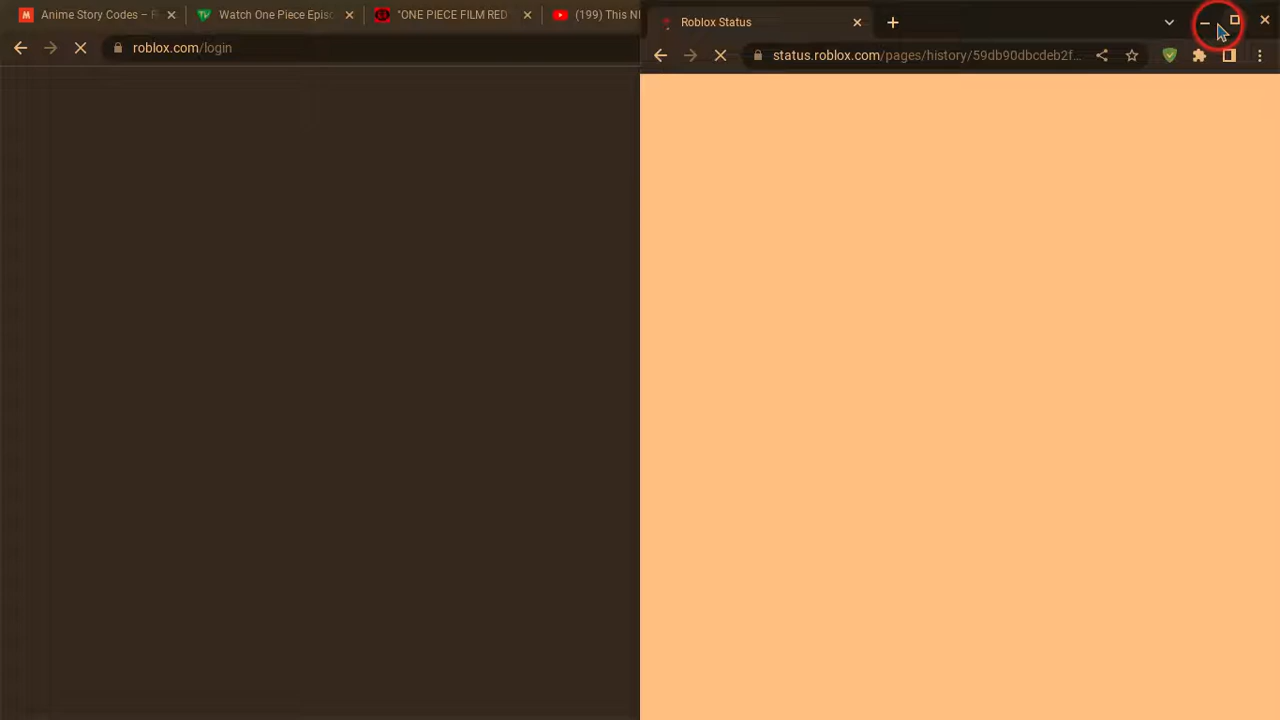 Anime Story Codes – R
Watch One Piece Episo
"ONE PIECE FILM RED
(199) This NE
roblox.com/login
Roblox Status
status.roblox.com/pages/history/59db90dbcdeb2f...